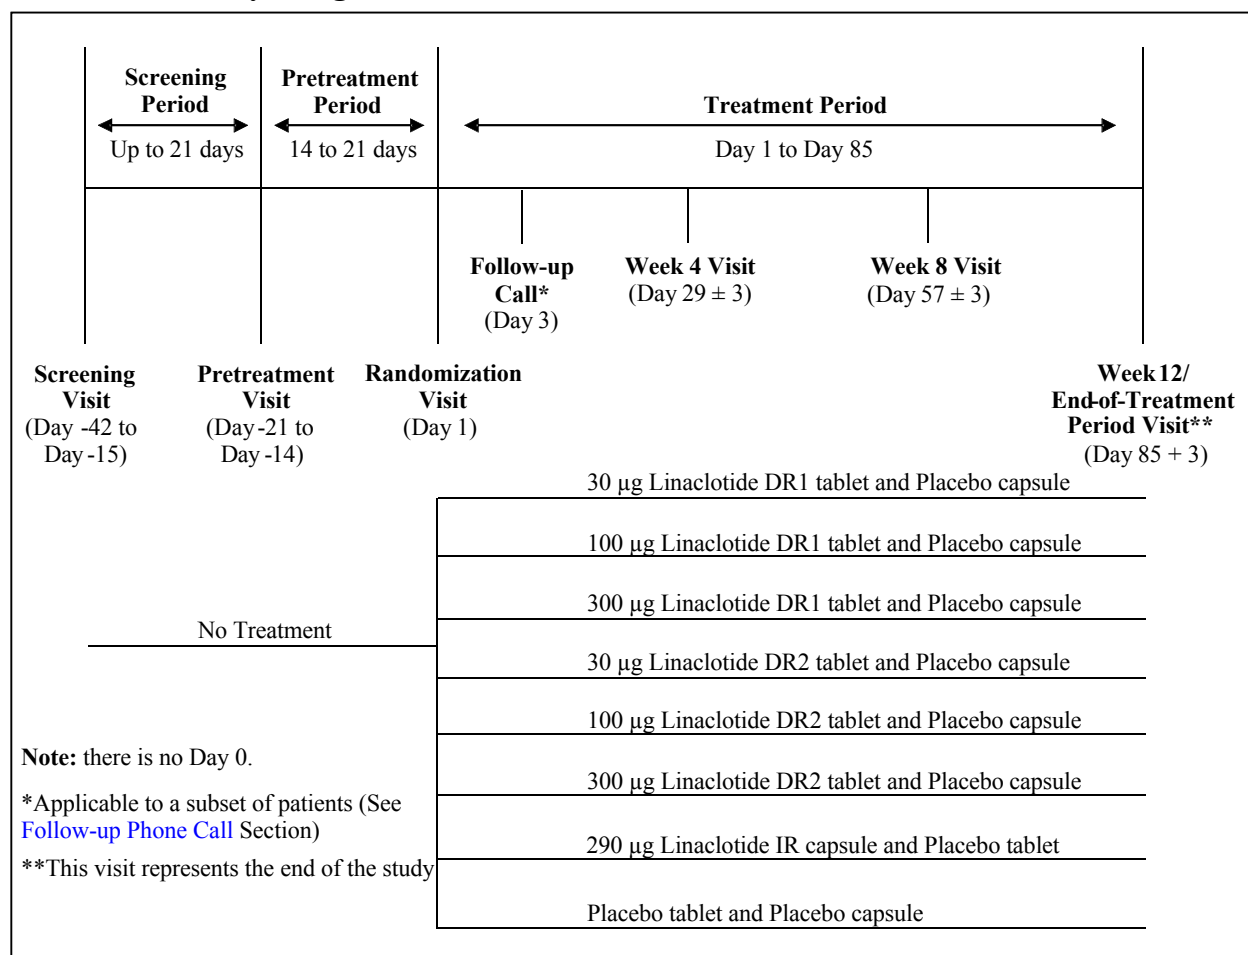 Screening
Period
Up to 21 days
Pretreatment
Period
14 to 21 days
Treatment Period
Day 1 to Day 85
Follow-up
Call*
(Day 3)
Week 4 Visit
(Day 29 ± 3)
Week 8 Visit
(Day 57 ± 3)
Screening
Visit
(Day -42 to
Day -15)
Pretreatment
Visit
(Day -21 to
Day -14)
Randomization
Visit
(Day 1)
Week 12/
End-of-Treatment
Period Visit**
(Day 85 + 3)
30 µg Linaclotide DR1 tablet and Placebo capsule
100 µg Linaclotide DR1 tablet and Placebo capsule
300 µg Linaclotide DR1 tablet and Placebo capsule
No Treatment
30 µg Linaclotide DR2 tablet and Placebo capsule
100 µg Linaclotide DR2 tablet and Placebo capsule
300 µg Linaclotide DR2 tablet and Placebo capsule
290 µg Linaclotide IR capsule and Placebo tablet
Placebo tablet and Placebo capsule
Note: there is no Day 0.
*Applicable to a subset of patients (See
Follow-up Phone Call Section)
**This visit represents the end of the study